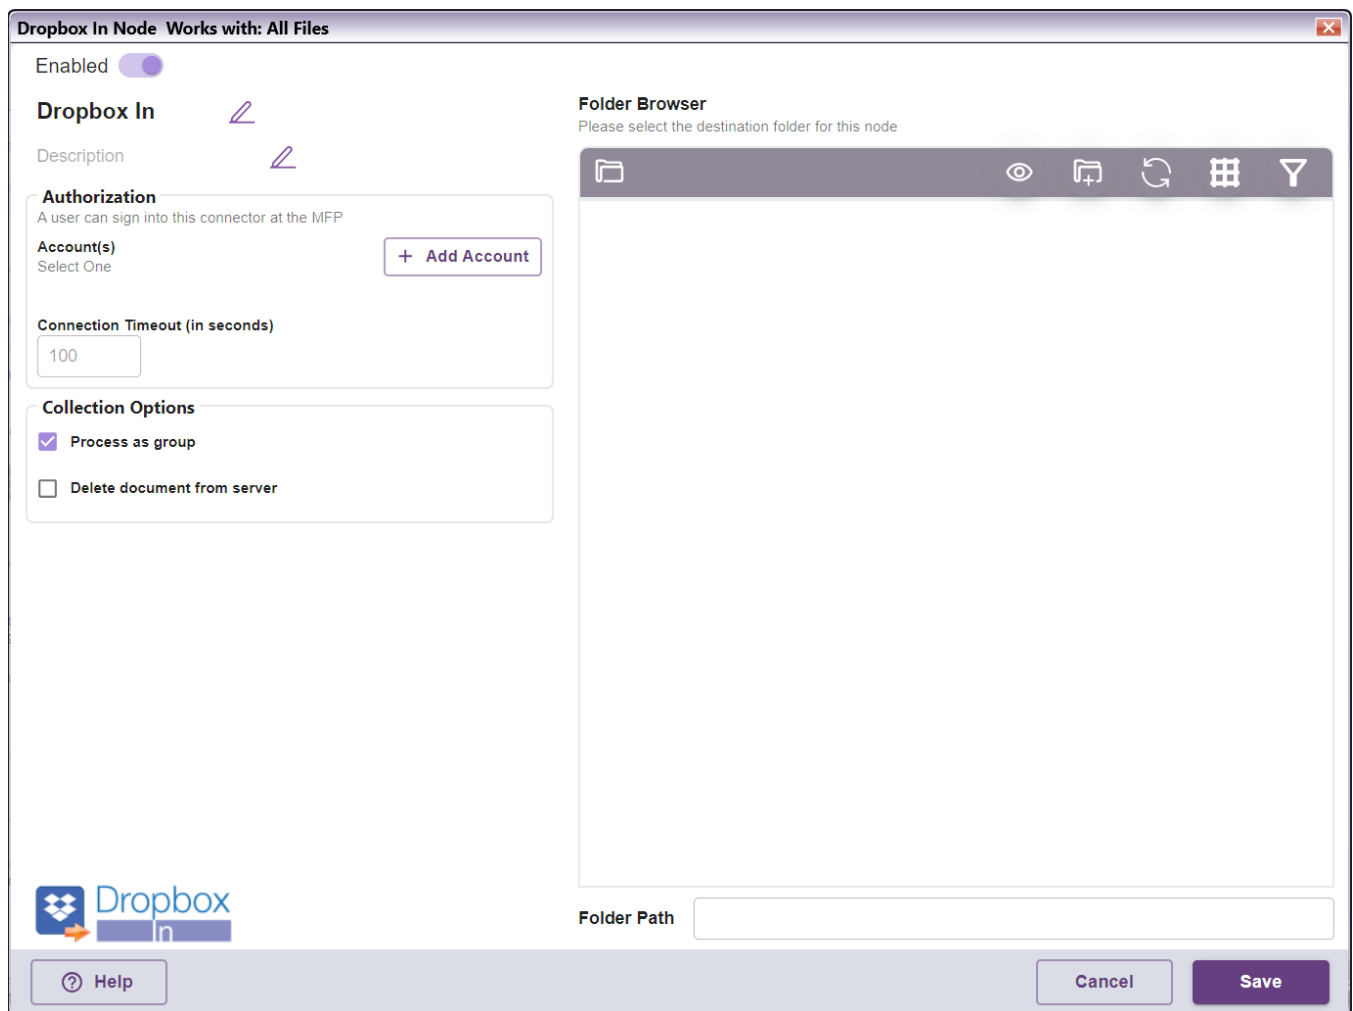 Dropbox In Node  Works with: All Files
Enabled
Dropbox In
Description
Authorization
A user can sign into this connector at the MFP
Account(s)
Select One
+ Add Account
Connection Timeout (in seconds)
100
Collection Options
Process as group
Delete document from server
Folder Browser
Please select the destination folder for this node
Folder Path
Dropbox
In
Help
Cancel
Save